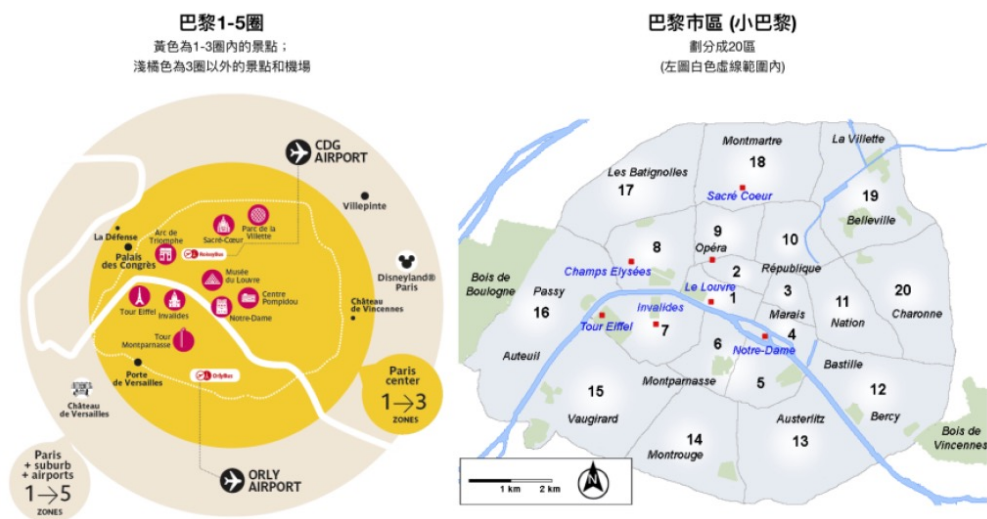 巴黎1-5圈
黃色為1-3圈內的景點；
淺橘色為3圈以外的景點和機場
CDG
AIRPORT
Villepinte
La Défense
Palais
des Congrès
Arc de
Triomphe
Sacré-Cœur
Parc de la
Villette
RoissyBus
Musée
du Louvre
Disneyland®
Paris
Tour Eiffel
Invalides
Notre-Dame
Centre
Pompidou
Château
de Vincennes
Tour
Montparnasse
Porte
de Versailles
OrlyBus
Château
de Versailles
Paris
center
1→3
ZONES
Paris
+ suburb
+ airports
1→5
ZONES
ORLY
AIRPORT
巴黎市區 (小巴黎)
劃分成20區
(左圖白色虛線範圍內)
Montmartre
18
La Villette
Les Batignolles
17
Sacré Coeur
19
Belleville
9
Opéra
10
8
Champs Elysées
2
République
Bois de
Boulogne
Passy
16
Le Louvre
1
3
Marais
11
Nation
20
Charonne
Invalides
Tour Eiffel
7
4
Notre-Dame
6
Auteuil
Montparnasse
5
Bastille
15
Vaugirard
12
Bercy
Austerlitz
13
14
Montrouge
Bois de
Vincennes
1 km
2 km
N